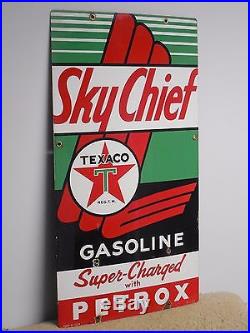 Sky Chief
TEXACO
T
REG. T. M.
GASOLINE
Super-Charged
with
PETROX